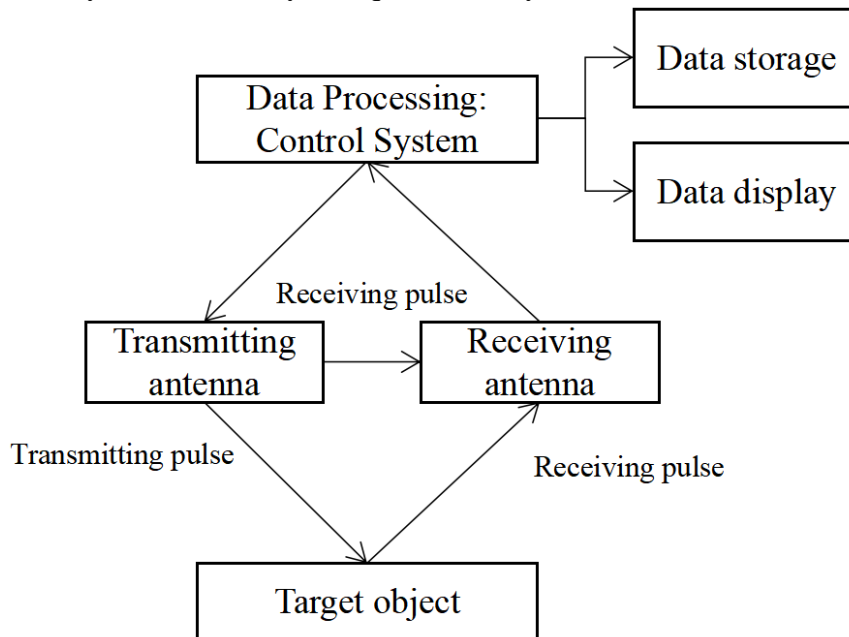 Data storage
Data Processing:
Control System
Data display
Receiving pulse
Transmitting
antenna
Receiving
antenna
Transmitting pulse
Receiving pulse
Target object